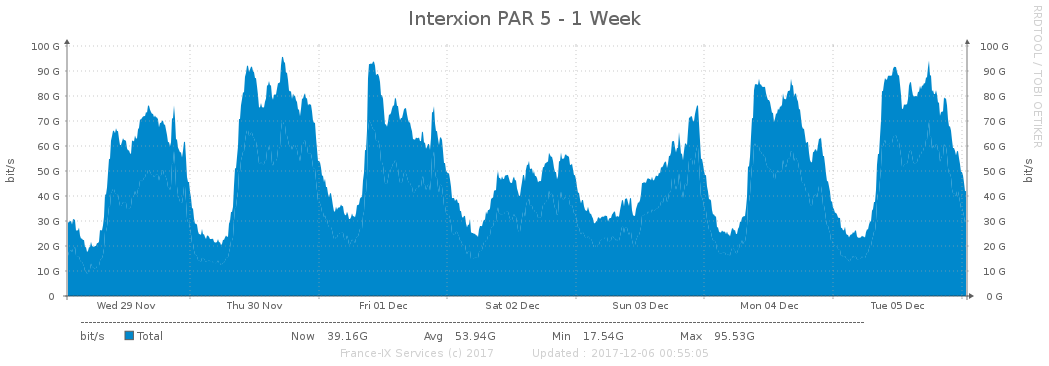 Interxion PAR 5 - 1 Week
RRDTOOL / TOBI OETIKER
100 G 100 G
90 G 90 G
80 G 80 G
70 G 70 G
60 G 60 G
50 G 50 G
40 G 40 G
30 G 30 G
20 G 20 G
10 G 10 G
0 0 G
bit/s bit/s
Wed 29 Nov Thu 30 Nov Fri 01 Dec Sat 02 Dec Sun 03 Dec Mon 04 Dec Tue 05 Dec
bit/s Total Now 39.16G Avg 53.94G Min 17.54G Max 95.53G
France-IX Services (c) 2017 Updated : 2017-12-06 00:55:05